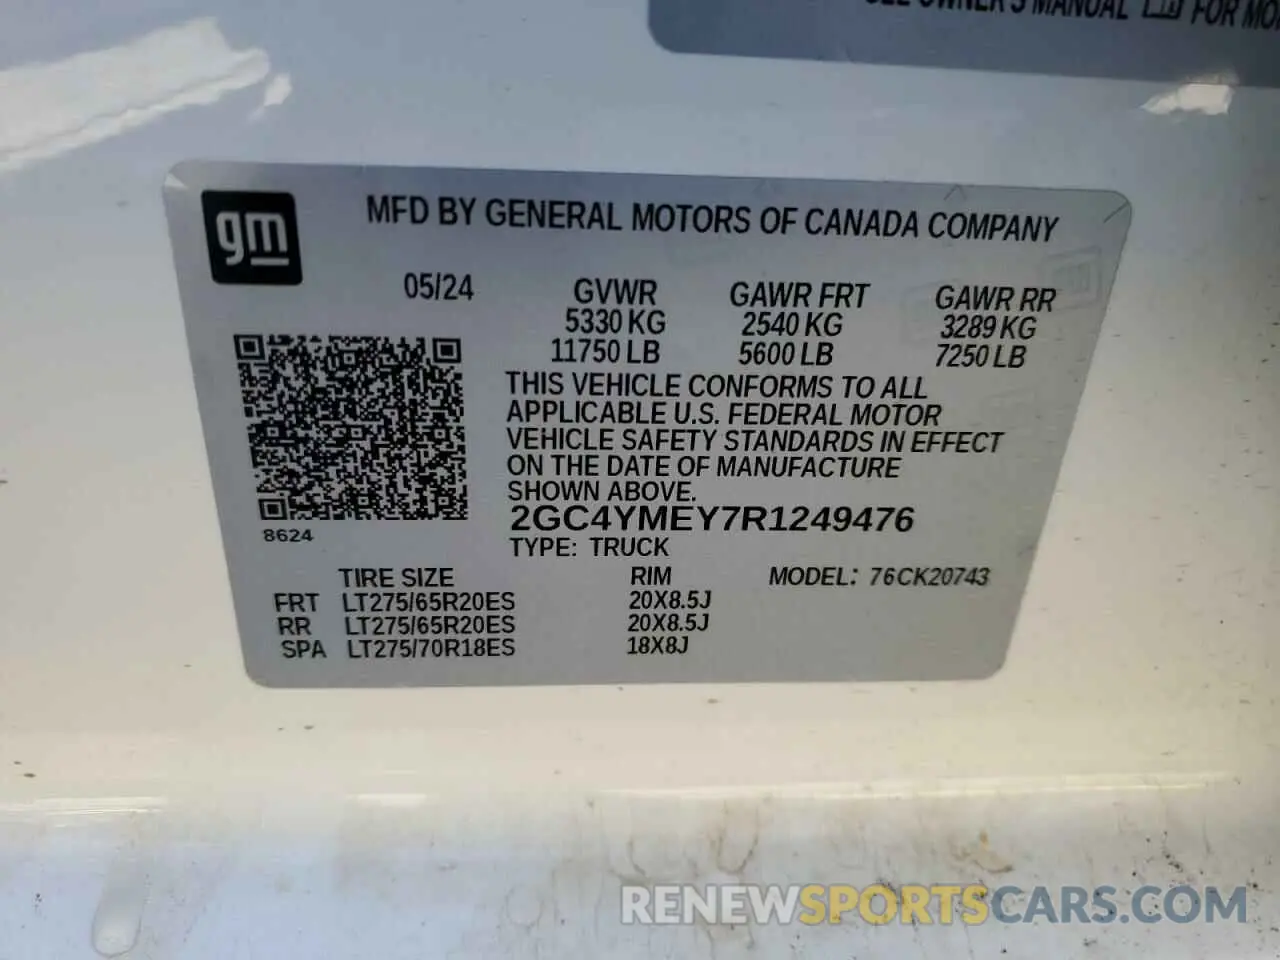 OWNER'S MANUAL FOR
gm
MFD BY GENERAL MOTORS OF CANADA COMPANY
05/24 GVWR GAWR FRT GAWR RR
5330 KG 2540 KG 3289 KG
11750 LB 5600 LB 7250 LB
THIS VEHICLE CONFORMS TO ALL
APPLICABLE U.S. FEDERAL MOTOR
VEHICLE SAFETY STANDARDS IN EFFECT
ON THE DATE OF MANUFACTURE
SHOWN ABOVE.
2GC4YMEY7R1249476
8624
TYPE: TRUCK
TIRE SIZE RIM MODEL: 76CK20743
FRT LT275/65R20ES 20X8.5J
RR LT275/65R20ES 20X8.5J
SPA LT275/70R18ES 18X8J
RENEWSPORTSCARS.COM